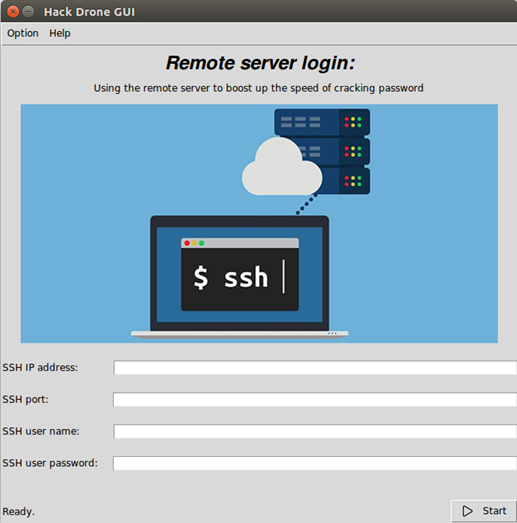 Hack Drone GUI
Option Help
Remote server login:
Using the remote server to boost up the speed of cracking password
$ ssh
SSH IP address:
SSH port:
SSH user name:
SSH user password:
Ready.
Start